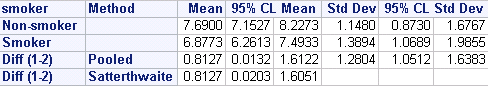 smoker Method Mean 95% CL Mean Std Dev 95% CL Std Dev
Non-smoker 7.6900 7.1527 8.2273 1.1480 0.8730 1.6767
Smoker 6.8773 6.2613 7.4933 1.3894 1.0689 1.9855
Diff (1-2) Pooled 0.8127 0.0132 1.6122 1.2804 1.0512 1.6383
Diff (1-2) Satterthwaite 0.8127 0.0203 1.6051